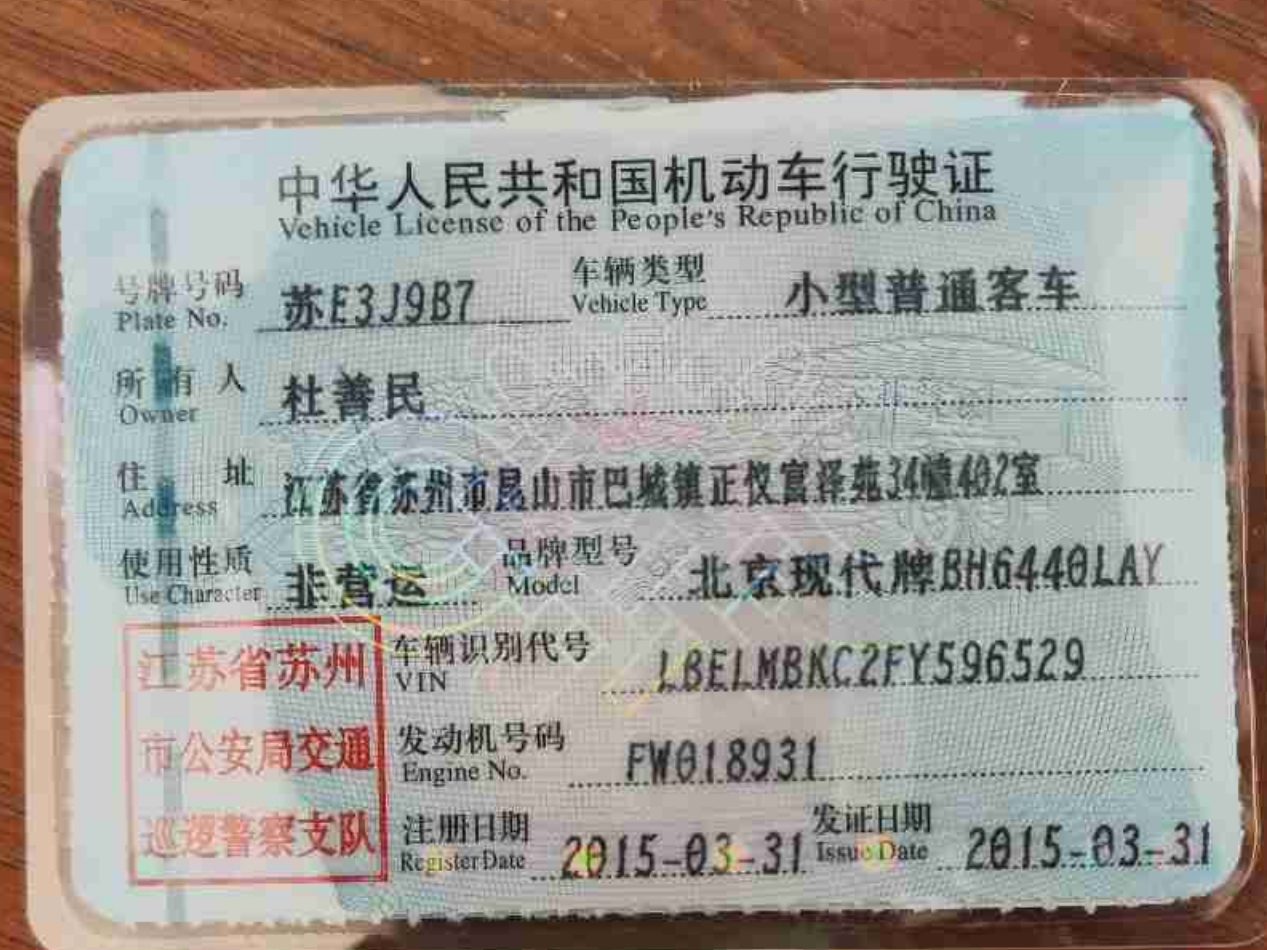 中华人民共和国机动车行驶证
Vehicle License of the People's Republic of China
号牌号码 苏E3J9B7 车辆类型 小型普通客车
Plate No. Vehicle Type
所有人 杜善民
Owner
住址 江苏省苏州市昆山市巴城镇正仪富泽苑34幢402室
Address
使用性质 非营运 品牌型号 北京现代牌BH6440LAY
Use Character Model
江苏省苏州 车辆识别代号 LBELMBKC2FY596529
VIN
市公安局交通 发动机号码 FW018931
Engine No.
巡逻警察支队 注册日期 2015-03-31 发证日期 2015-03-31
Register Date Issue Date